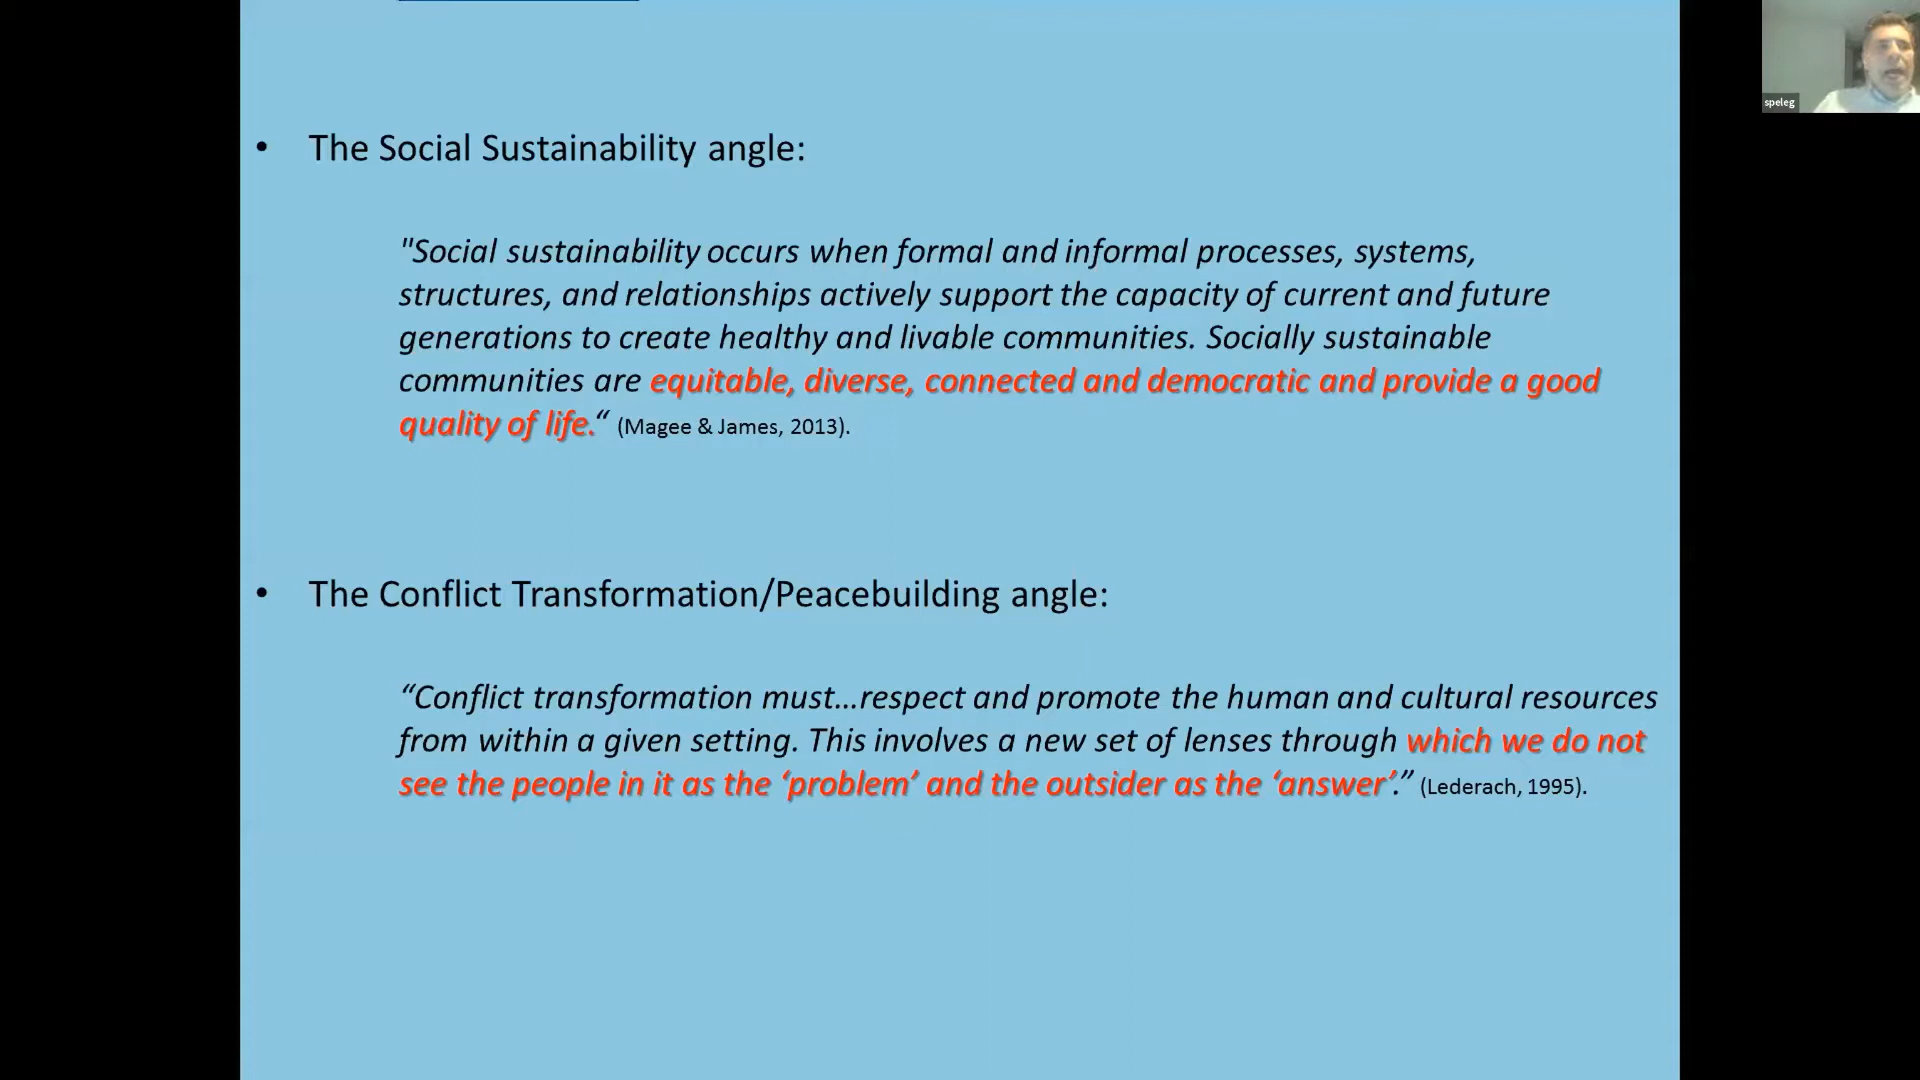 • The Social Sustainability angle:
"Social sustainability occurs when formal and informal processes, systems,
structures, and relationships actively support the capacity of current and future
generations to create healthy and livable communities. Socially sustainable
communities are equitable, diverse, connected and democratic and provide a good
quality of life.“ (Magee & James, 2013).
• The Conflict Transformation/Peacebuilding angle:
“Conflict transformation must…respect and promote the human and cultural resources
from within a given setting. This involves a new set of lenses through which we do not
see the people in it as the ‘problem’ and the outsider as the ‘answer’.” (Lederach, 1995).
speleg